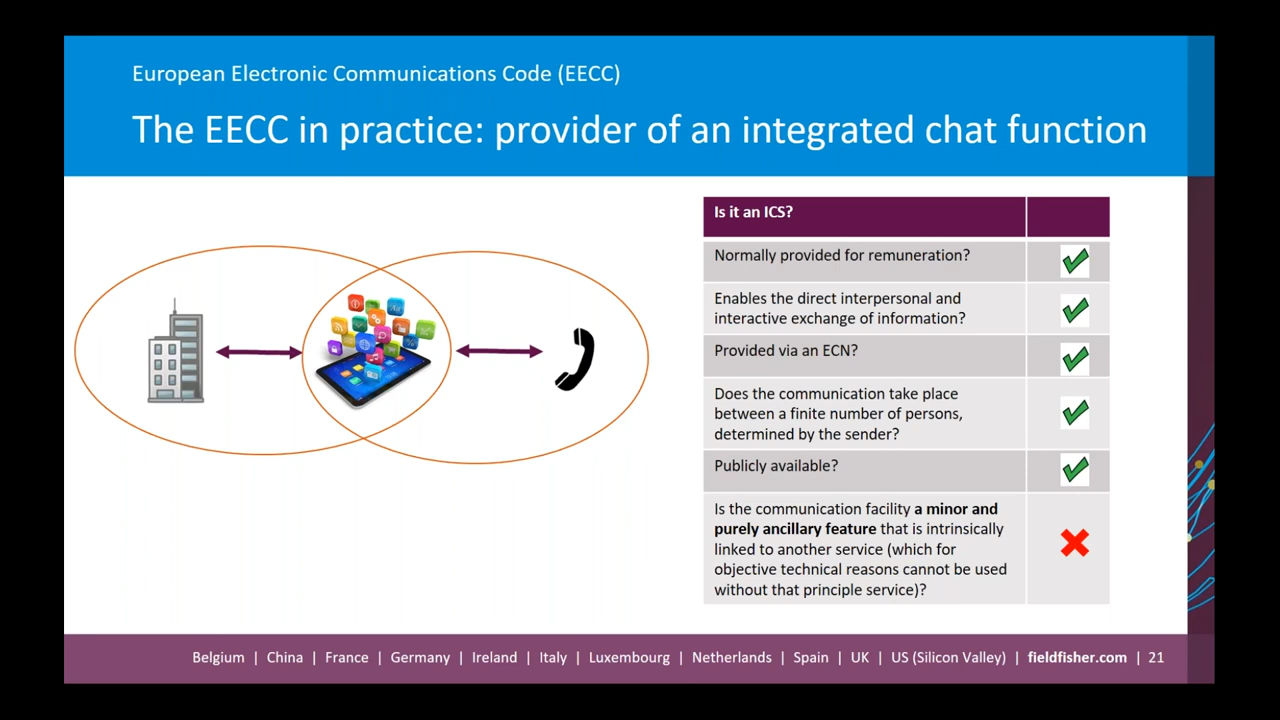 European Electronic Communications Code (EECC)
The EECC in practice: provider of an integrated chat function
Is it an ICS?
Normally provided for remuneration?
Enables the direct interpersonal and
interactive exchange of information?
Provided via an ECN?
Does the communication take place
between a finite number of persons,
determined by the sender?
Publicly available?
Is the communication facility a minor and
purely ancillary feature that is intrinsically
linked to another service (which for
objective technical reasons cannot be used
without that principle service)?
Belgium | China | France | Germany | Ireland | Italy | Luxembourg | Netherlands | Spain | UK | US (Silicon Valley) | fieldfisher.com | 21